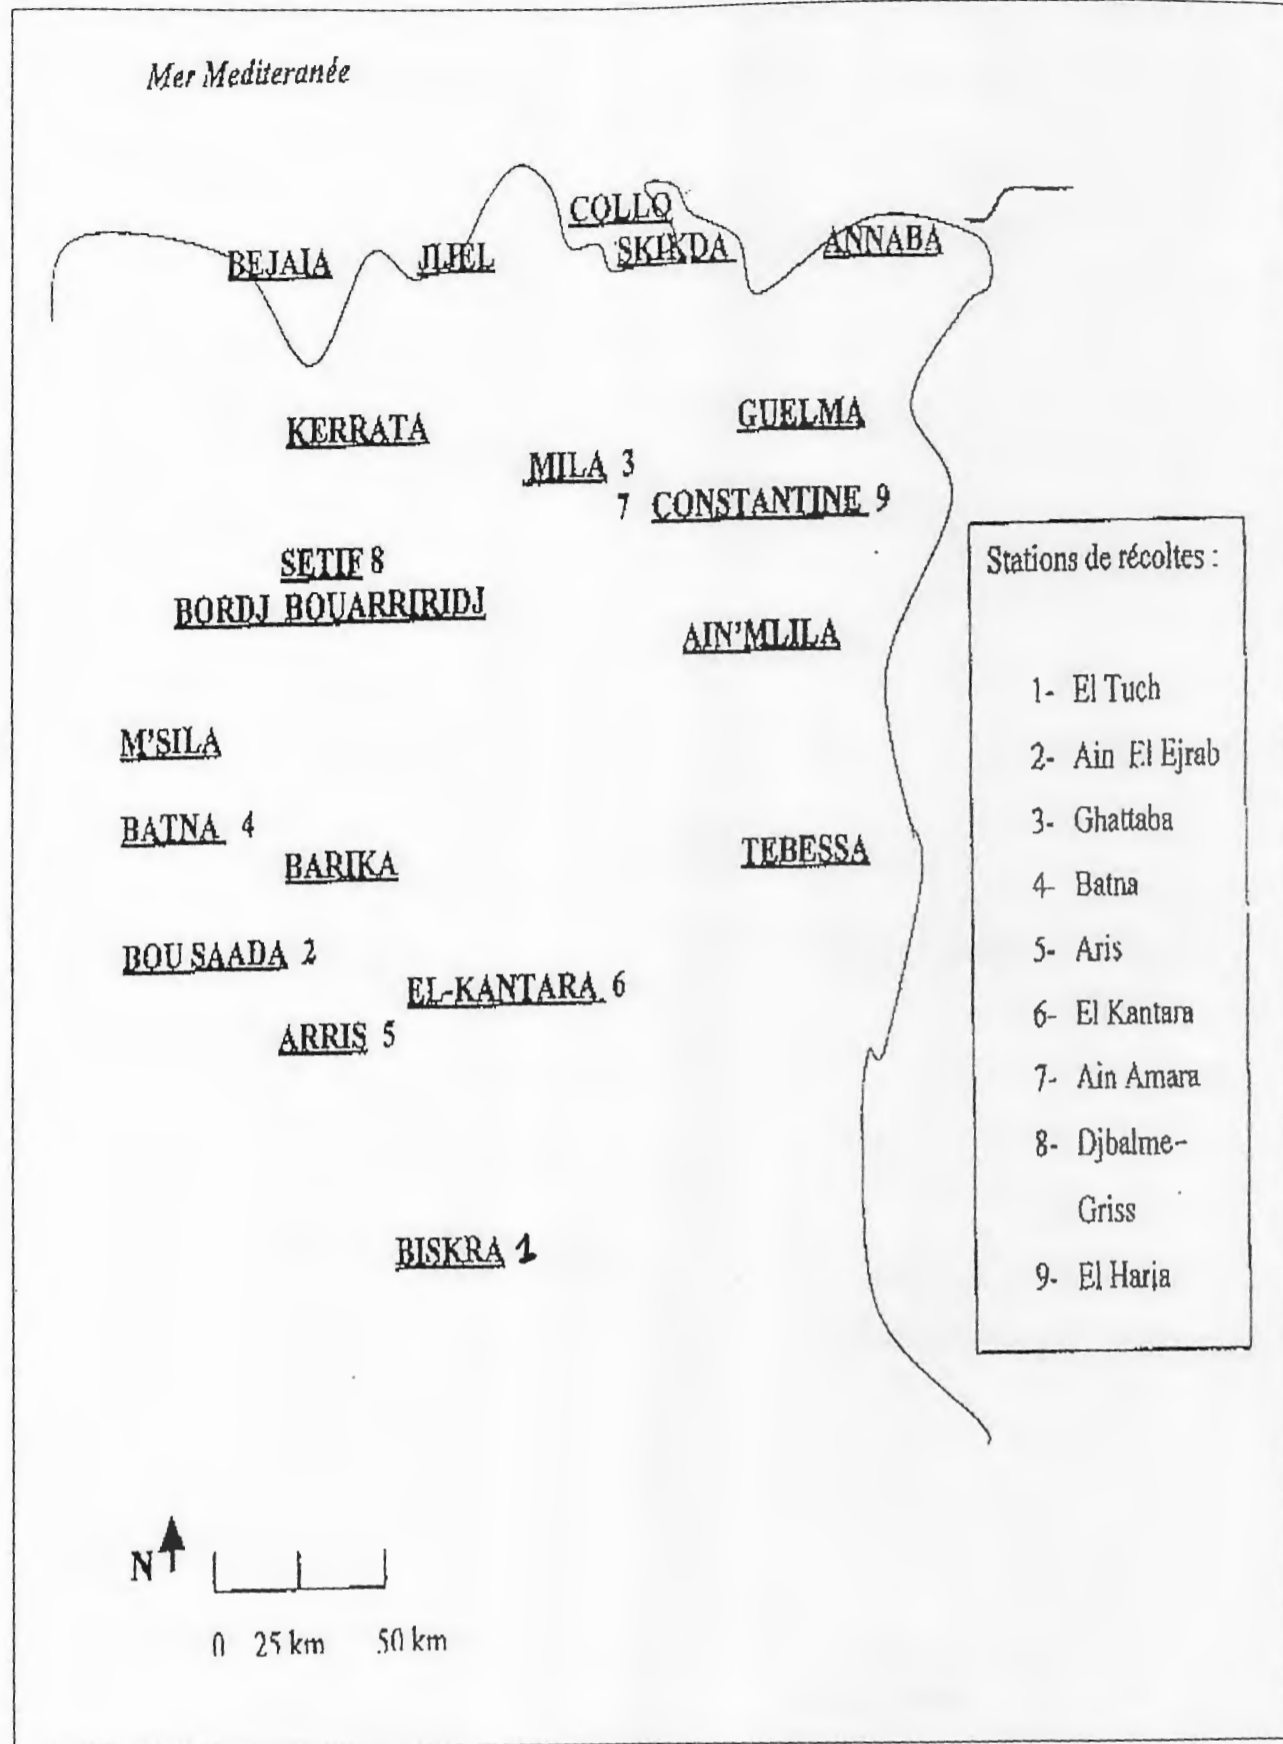 Mer Mediteranée
COLLO
BEJAIA JIJEL SKIKDA ANNABA
KERRATA GUELMA
MILA 3
7 CONSTANTINE 9
SETIF 8
BORDJ BOUARRIRIDJ
AIN'MLILA
M'SILA
BATNA 4
BARIKA TEBESSA
BOU SAADA 2
EL-KANTARA 6
ARRIS 5
BISKRA 1
Stations de récoltes :
1- El Tuch
2- Ain El Ejrab
3- Ghattaba
4- Batna
5- Aris
6- El Kantara
7- Ain Amara
8- Djbalme-
Griss
9- El Harja
N
0 25 km 50 km